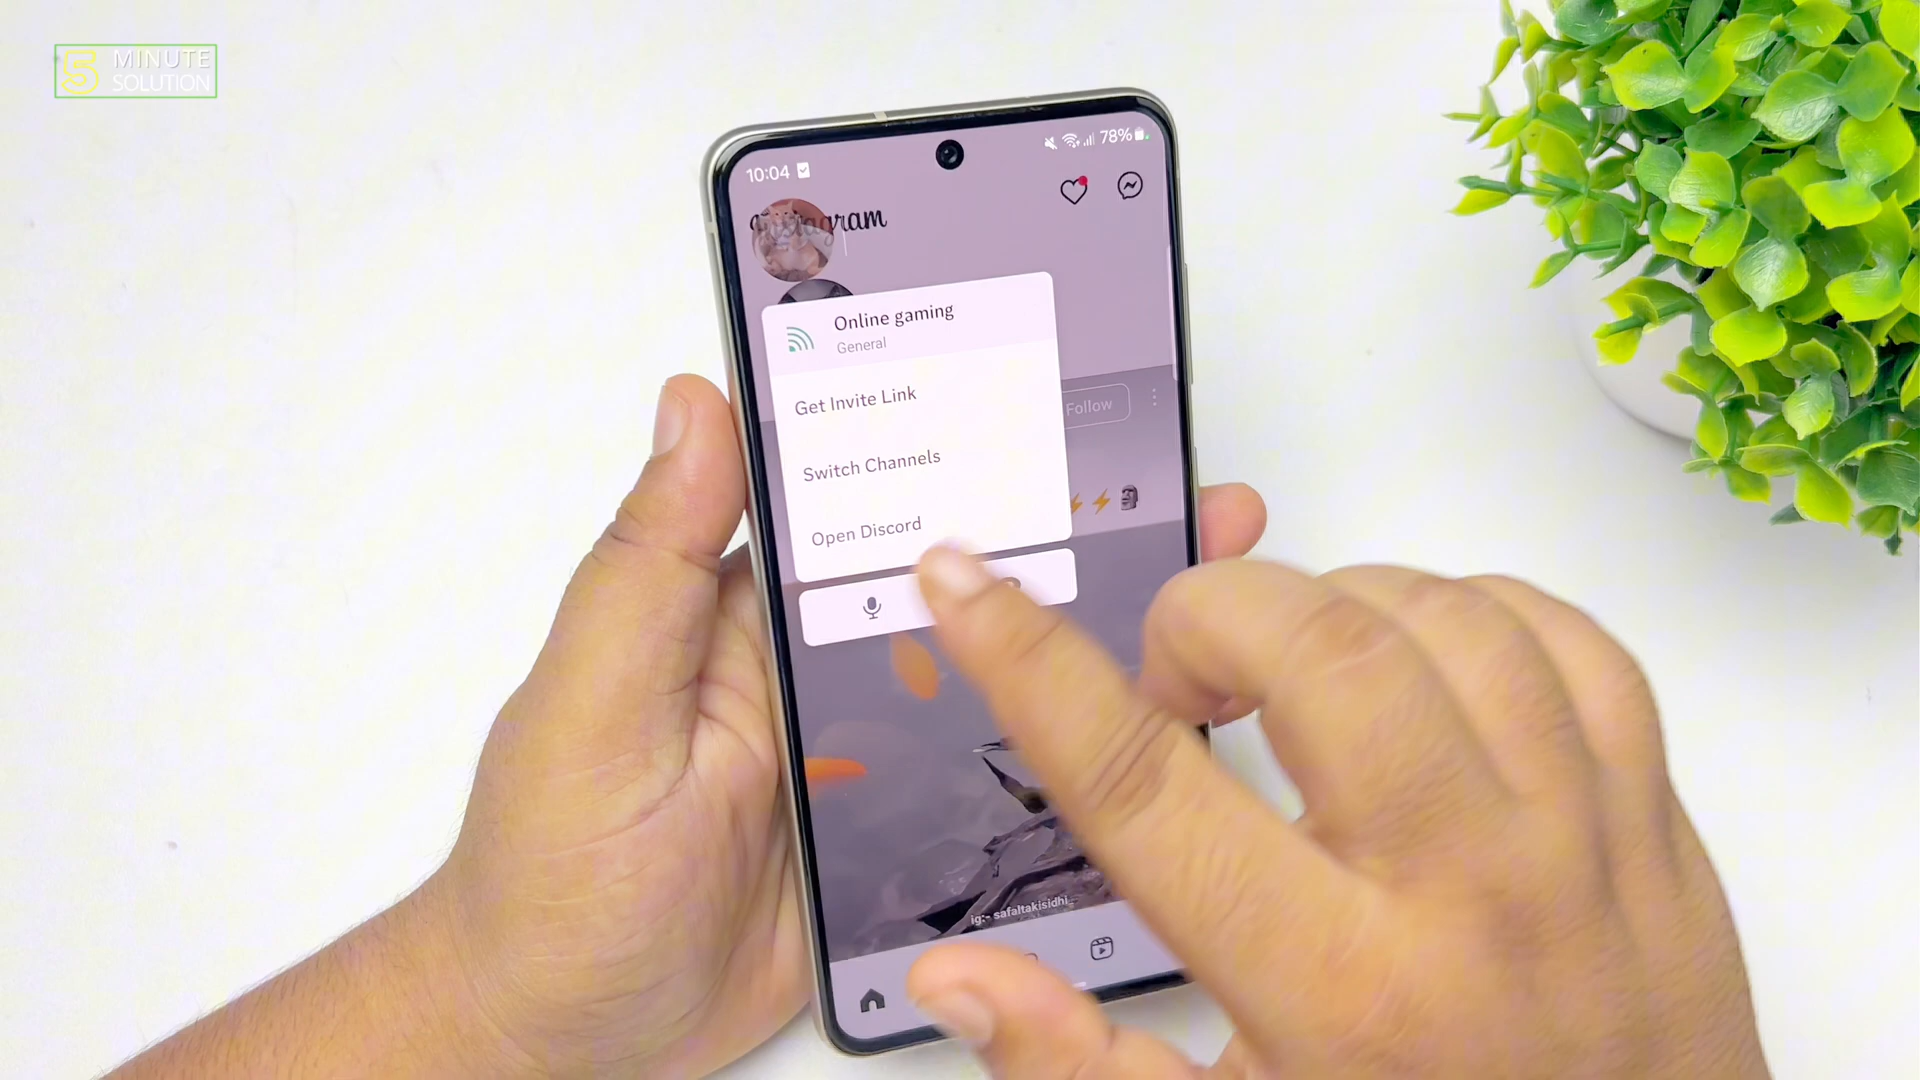 5 MINUTE
SOLUTION
10:04
78%
Instagram
Online gaming
General
Get Invite Link
Follow
Switch Channels
Open Discord
ig:- safaltakisidhi_